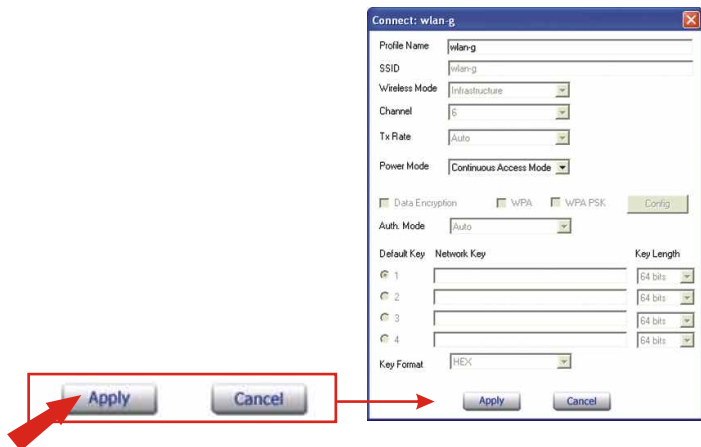 Connect: wlan-g
Profile Name wlan-g
SSID wlan-g
Wireless Mode Infrastructure
Channel 6
Tx Rate Auto
Power Mode Continuous Access Mode
Data Encryption WPA WPA PSK Config
Auth. Mode Auto
Default Key Network Key Key Length
1 64 bits
2 64 bits
3 64 bits
4 64 bits
Key Format HEX
Apply Cancel
Apply Cancel